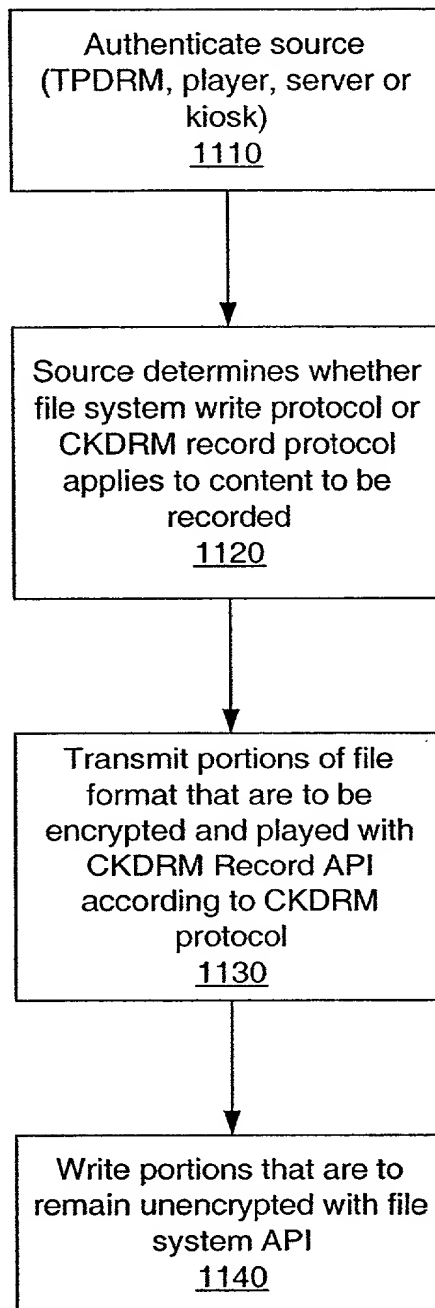 Authenticate source
(TPDRM, player, server or
kiosk)
1110
Source determines whether
file system write protocol or
CKDRM record protocol
applies to content to be
recorded
1120
Transmit portions of file
format that are to be
encrypted and played with
CKDRM Record API
according to CKDRM
protocol
1130
Write portions that are to
remain unencrypted with file
system API
1140